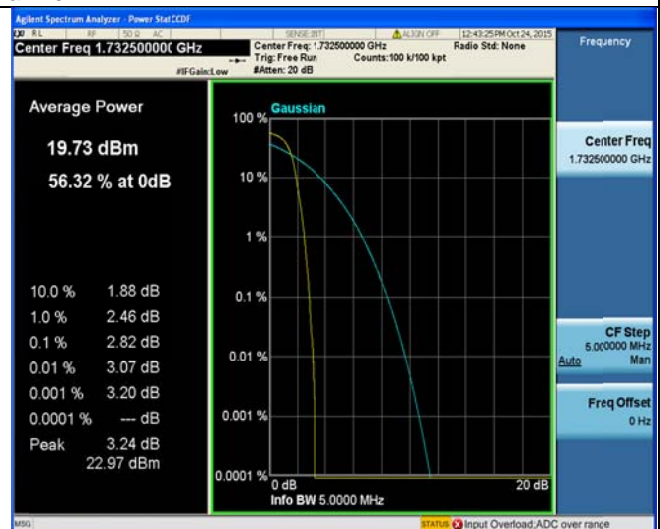 Agilent Spectrum Analyzer - Power Stat CCDF
RL RF 50 Ω AC SENSE:INT ALIGN OFF 12:43:25 PM Oct 24, 2015
Center Freq 1.732500000 GHz
Center Freq: 1.732500000 GHz
Radio Std: None
Trig: Free Run Counts:100 k/100 kpt
#IFGain:Low #Atten: 20 dB
Frequency
Average Power
19.73 dBm
56.32 % at 0dB
10.0 % 1.88 dB
1.0 % 2.46 dB
0.1 % 2.82 dB
0.01 % 3.07 dB
0.001 % 3.20 dB
0.0001 % --- dB
Peak 3.24 dB
22.97 dBm
Gaussian
100 %
10 %
1 %
0.1 %
0.01 %
0.001 %
0.0001 %
0 dB 20 dB
Info BW 5.0000 MHz
Center Freq
1.732500000 GHz
CF Step
5.000000 MHz
Auto Man
Freq Offset
0 Hz
MSG STATUS Input Overload;ADC over range